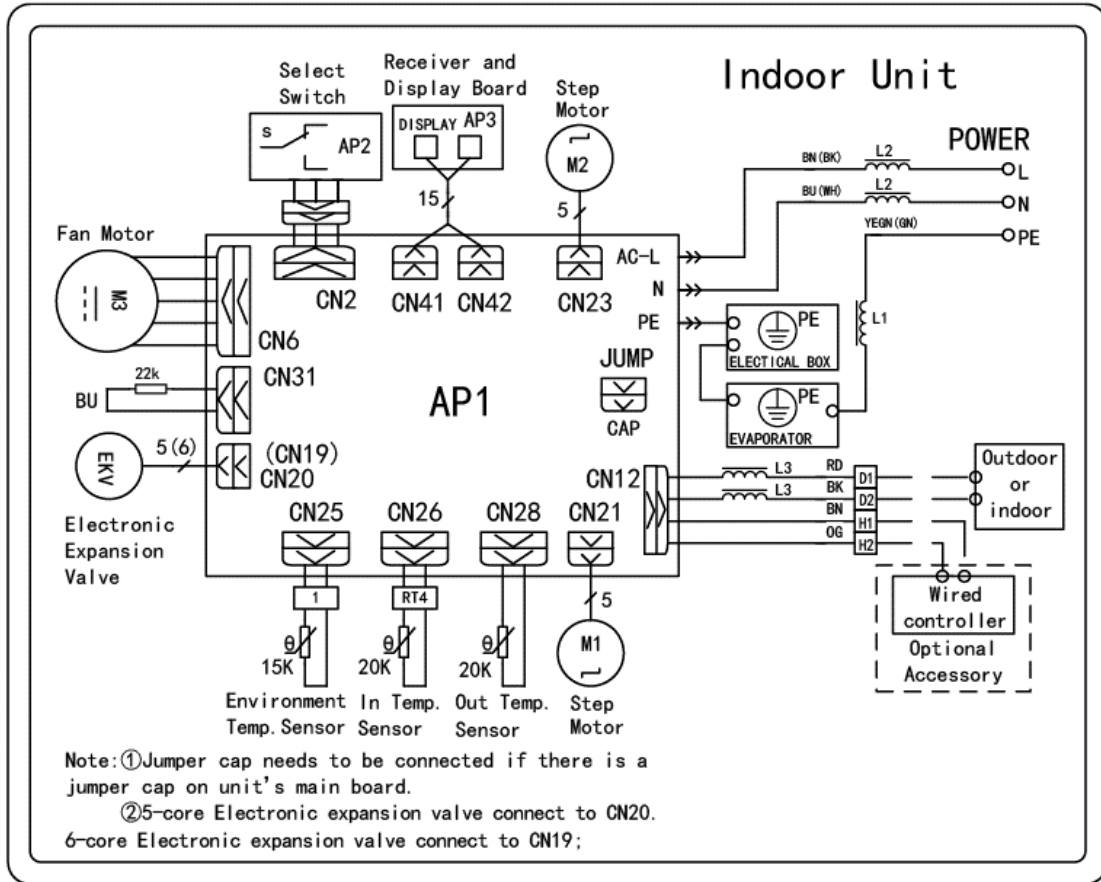 Indoor Unit
Select
Switch
Receiver and
Display Board
Step
Motor
S
AP2
DISPLAY AP3
M2
15
5
POWER
BN(BK)
L2
L
BU(WH)
L2
N
YEGN(GN)
PE
Fan Motor
M3
CN2
CN41
CN42
CN23
AC-L
N
PE
CN6
PE
ELECTICAL BOX
L1
22k
BU
CN31
AP1
JUMP
CAP
PE
EVAPORATOR
EKV
5(6)
(CN19)
CN20
Electronic
Expansion
Valve
CN25
CN26
CN28
CN21
CN12
L3
RD
D1
L3
BK
D2
BN
H1
OG
H2
Outdoor
or
indoor
Wired
controller
Optional
Accessory
1
RT4
5
θ
15K
θ
20K
θ
20K
M1
Environment
Temp. Sensor
In Temp.
Sensor
Out Temp.
Sensor
Step
Motor
Note:①Jumper cap needs to be connected if there is a
jumper cap on unit's main board.
②5-core Electronic expansion valve connect to CN20.
6-core Electronic expansion valve connect to CN19;